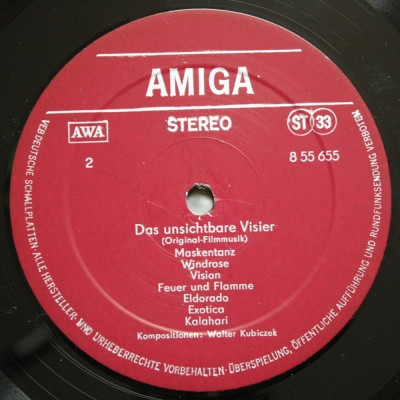 AMIGA
AWA
STEREO
ST 33
2
8 55 655
Das unsichtbare Visier
(Original-Filmmusik)
Maskentanz
Windrose
Vision
Feuer und Flamme
Eldorado
Exotica
Kalahari
Kompositionen: Walter Kubiczek
VEB DEUTSCHE SCHALLPLATTEN · ALLE HERSTELLER- UND URHEBERRECHTE VORBEHALTEN · ÜBERSPIELUNG, ÖFFENTLICHE AUFFÜHRUNG UND RUNDFUNKSENDUNG VERBOTEN